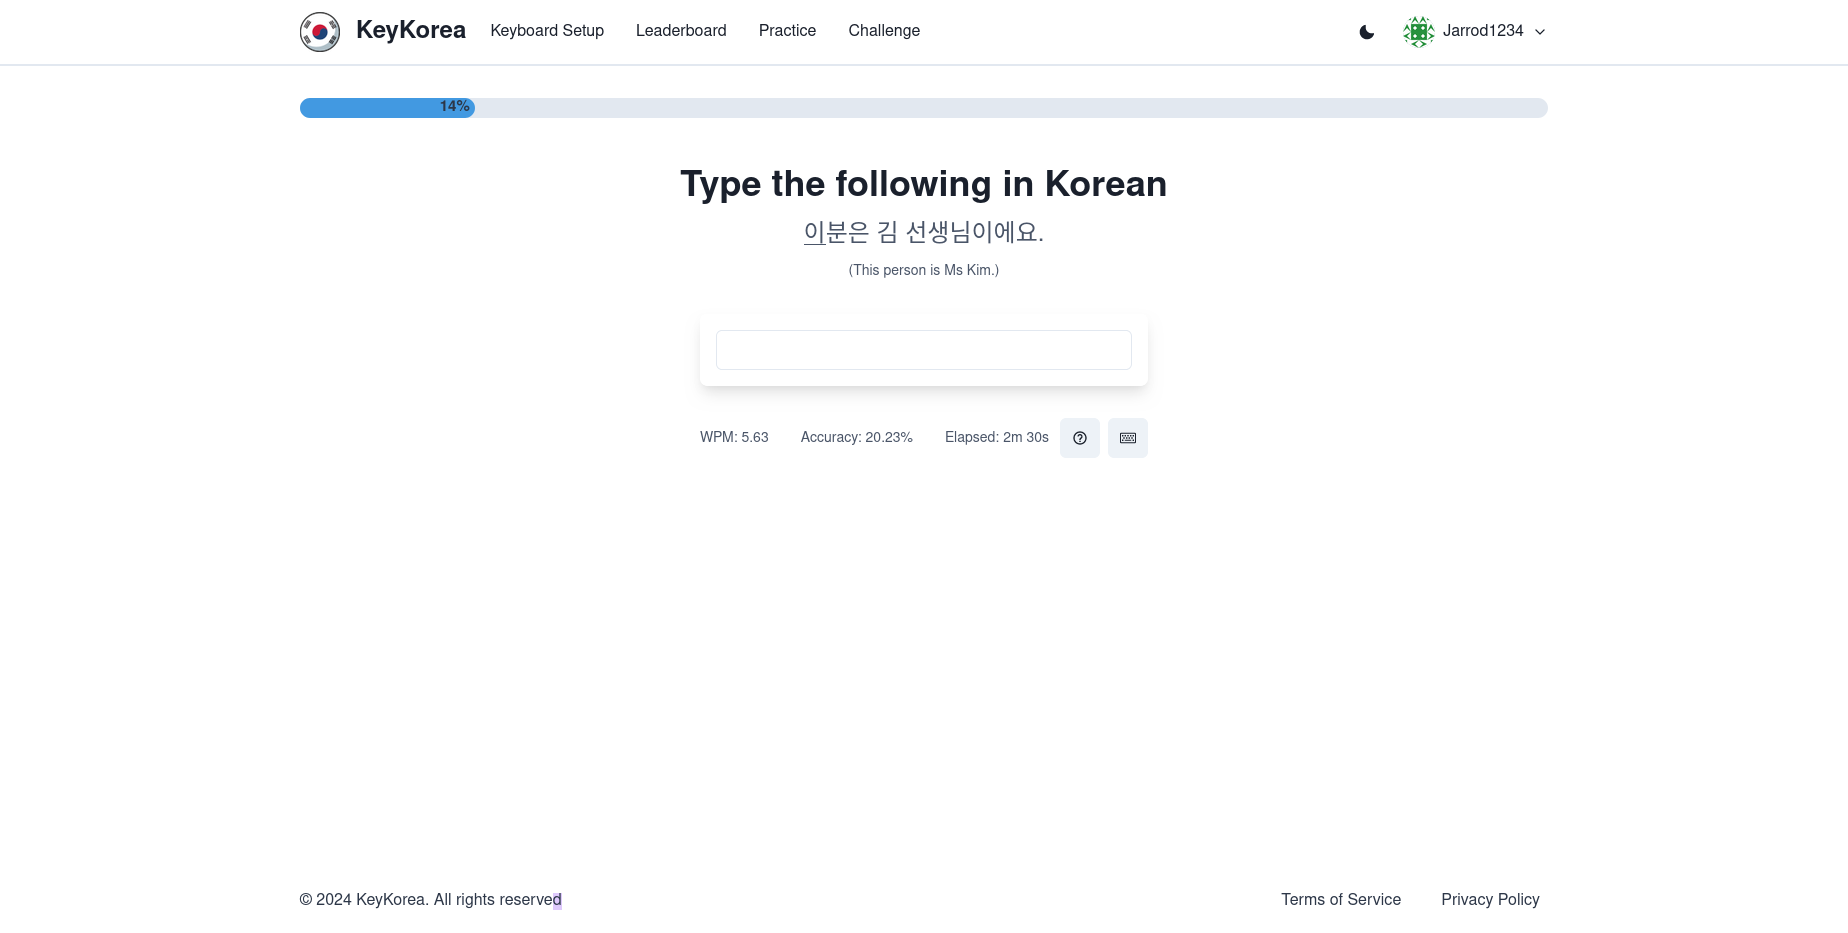 KeyKorea Keyboard Setup Leaderboard Practice Challenge Jarrod1234
14%
Type the following in Korean
이분은 김 선생님이에요.
(This person is Ms Kim.)
WPM: 5.63 Accuracy: 20.23% Elapsed: 2m 30s
© 2024 KeyKorea. All rights reserved Terms of Service Privacy Policy